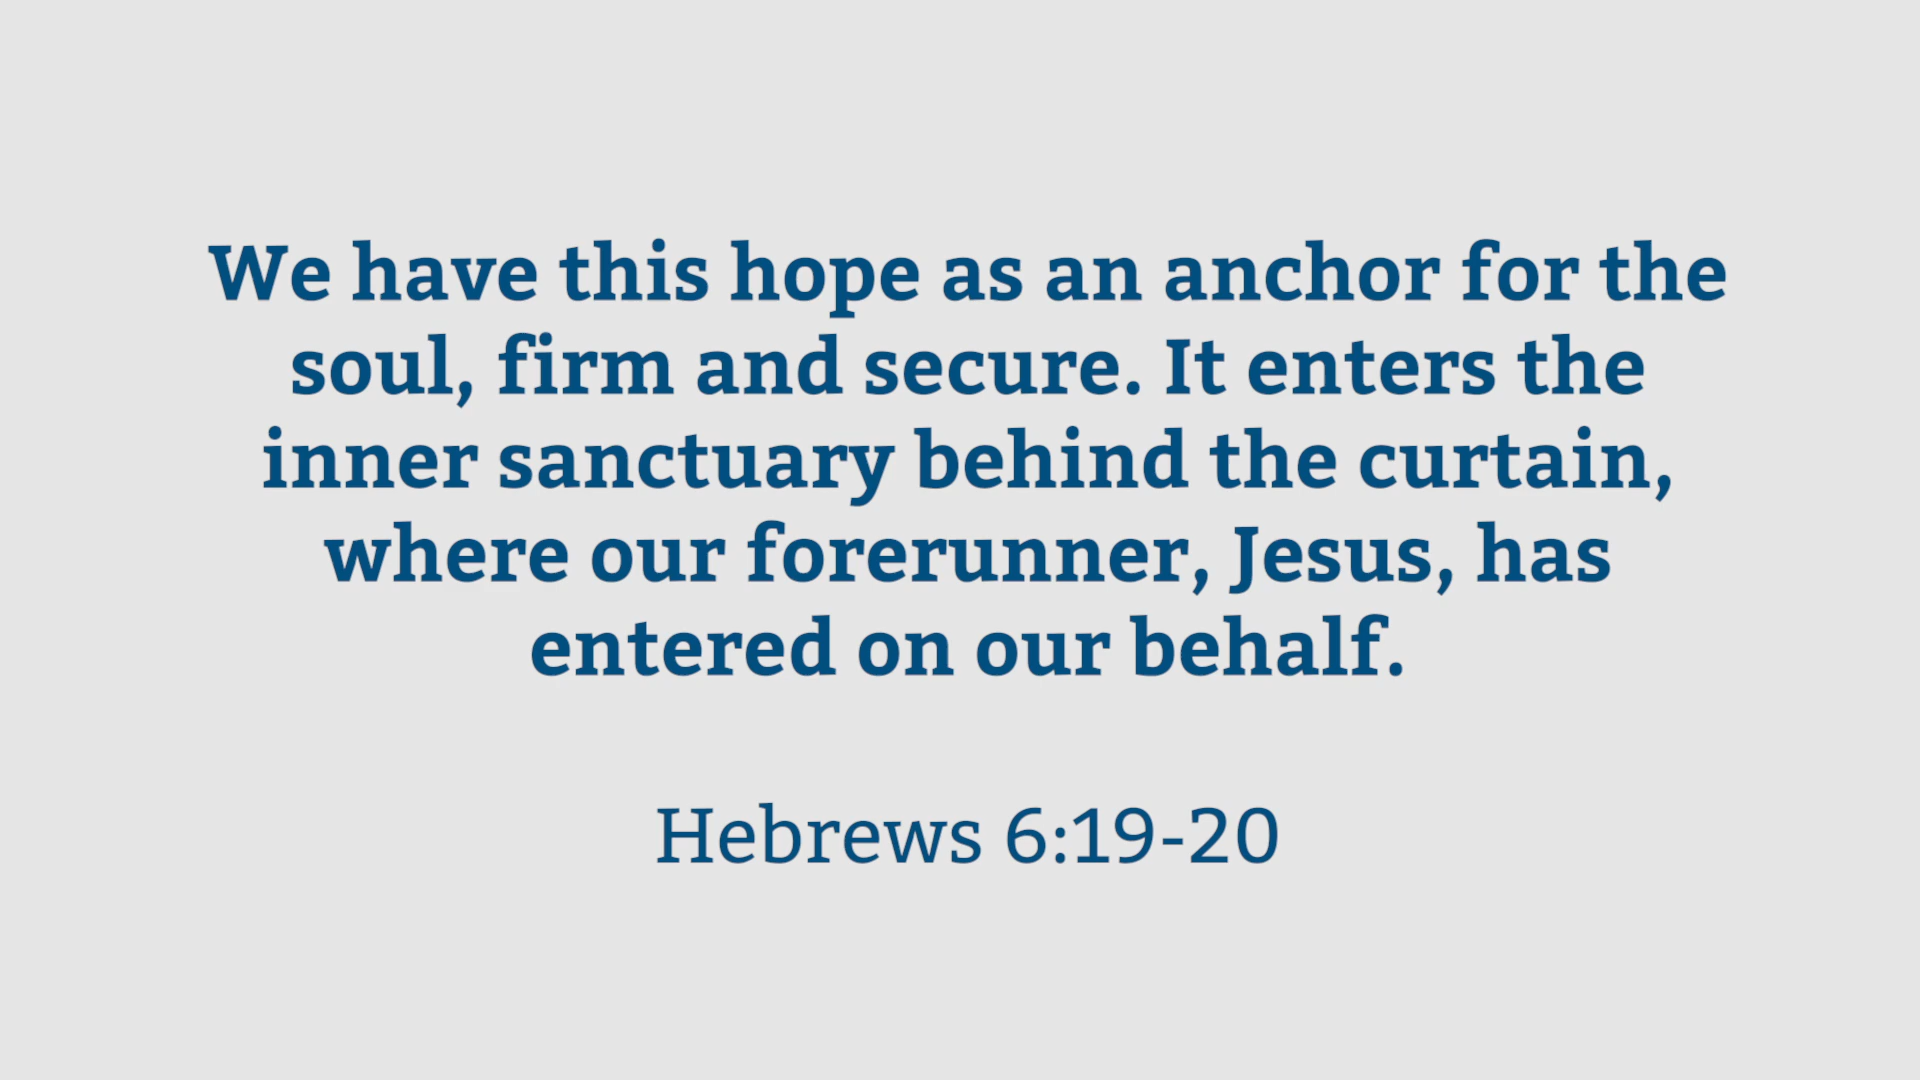 We have this hope as an anchor for the
soul, firm and secure. It enters the
inner sanctuary behind the curtain,
where our forerunner, Jesus, has
entered on our behalf.
Hebrews 6:19-20